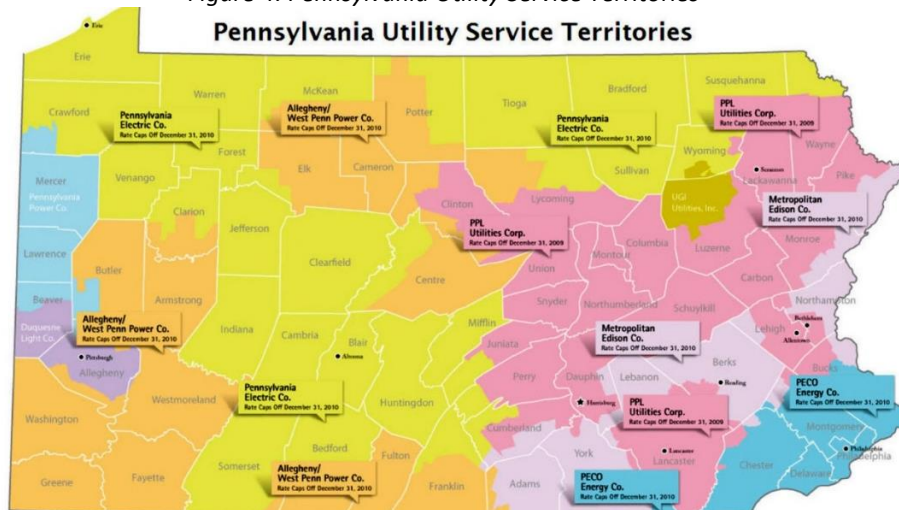 Figure 4. Pennsylvania Utility Service Territories
Pennsylvania Utility Service Territories
Erie
Erie
Crawford
Warren
McKean
Potter
Tioga
Bradford
Susquehanna
Pennsylvania
Electric Co.
Rate Caps Off December 31, 2010
Allegheny/
West Penn Power Co.
Rate Caps Off December 31, 2010
Pennsylvania
Electric Co.
Rate Caps Off December 31, 2010
PPL
Utilities Corp.
Rate Caps Off December 31, 2009
Wayne
Wyoming
Forest
Elk
Cameron
Sullivan
Scranton
Lackawanna
Pike
Mercer
Pennsylvania
Power Co.
Venango
Clarion
Clinton
Lycoming
UGI
Utilities, Inc.
Metropolitan
Edison Co.
Rate Caps Off December 31, 2010
Jefferson
PPL
Utilities Corp.
Rate Caps Off December 31, 2009
Columbia
Luzerne
Monroe
Lawrence
Butler
Clearfield
Centre
Union
Montour
Carbon
Beaver
Armstrong
Snyder
Northumberland
Schuylkill
Northampton
Duquesne
Light Co.
Allegheny/
West Penn Power Co.
Rate Caps Off December 31, 2010
Indiana
Cambria
Blair
Mifflin
Juniata
Metropolitan
Edison Co.
Rate Caps Off December 31, 2010
Lehigh
Bethlehem
Allentown
Pittsburgh
Allegheny
Altoona
Perry
Dauphin
Lebanon
Berks
Reading
Bucks
Westmoreland
Pennsylvania
Electric Co.
Rate Caps Off December 31, 2010
Huntingdon
Harrisburg
PPL
Utilities Corp.
Rate Caps Off December 31, 2009
PECO
Energy Co.
Rate Caps Off December 31, 2010
Washington
Cumberland
Montgomery
Bedford
York
Lancaster
Lancaster
Philadelphia
Philadelphia
Greene
Fayette
Somerset
Allegheny/
West Penn Power Co.
Rate Caps Off December 31, 2010
Fulton
Franklin
Adams
PECO
Energy Co.
Rate Caps Off December 31, 2010
Chester
Delaware